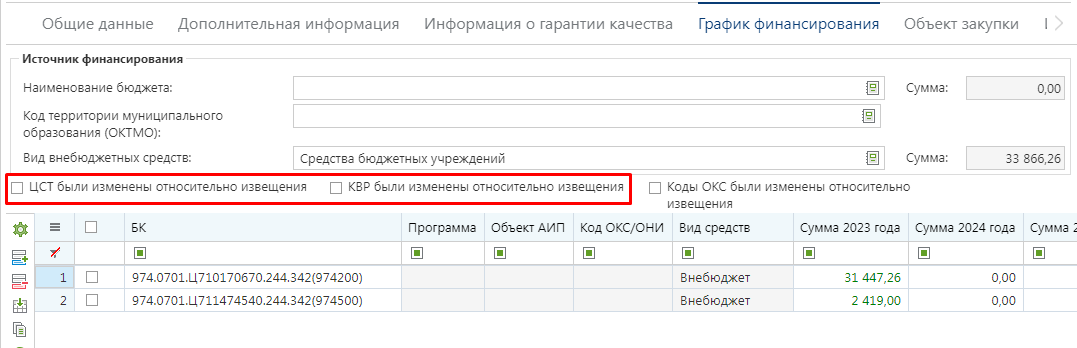 Общие данные Дополнительная информация Информация о гарантии качества График финансирования Объект закупки
Источник финансирования
Наименование бюджета: Сумма: 0,00
Код территории муниципального
образования (ОКТМО):
Вид внебюджетных средств: Средства бюджетных учреждений Сумма: 33 866,26
ЦСТ были изменены относительно извещения КВР были изменены относительно извещения Коды ОКС были изменены относительно
извещения
БК Программа Объект АИП Код ОКС/ОНИ Вид средств Сумма 2023 года Сумма 2024 года Сумма 2
1 974.0701.Ц710170670.244.342(974200) Внебюджет 31 447,26 0,00
2 974.0701.Ц711474540.244.342(974500) Внебюджет 2 419,00 0,00